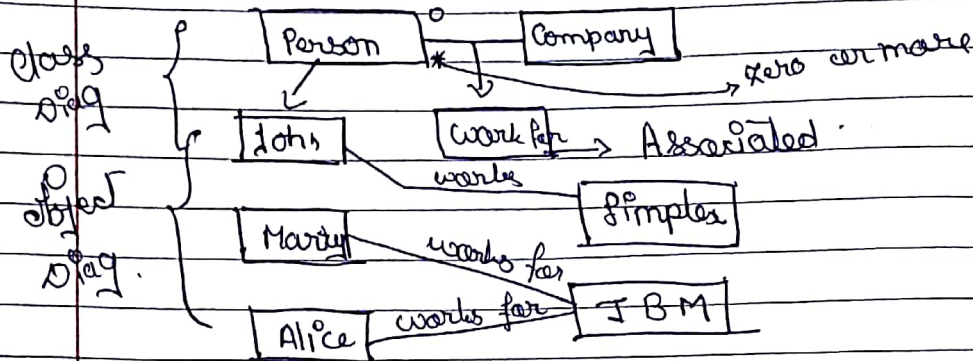 Person
o
Company
class
Diag
*
zero or more
John
work for
Associated
works
Object
Diag.
Simplex
Marty
works for
Alice
works for
IBM